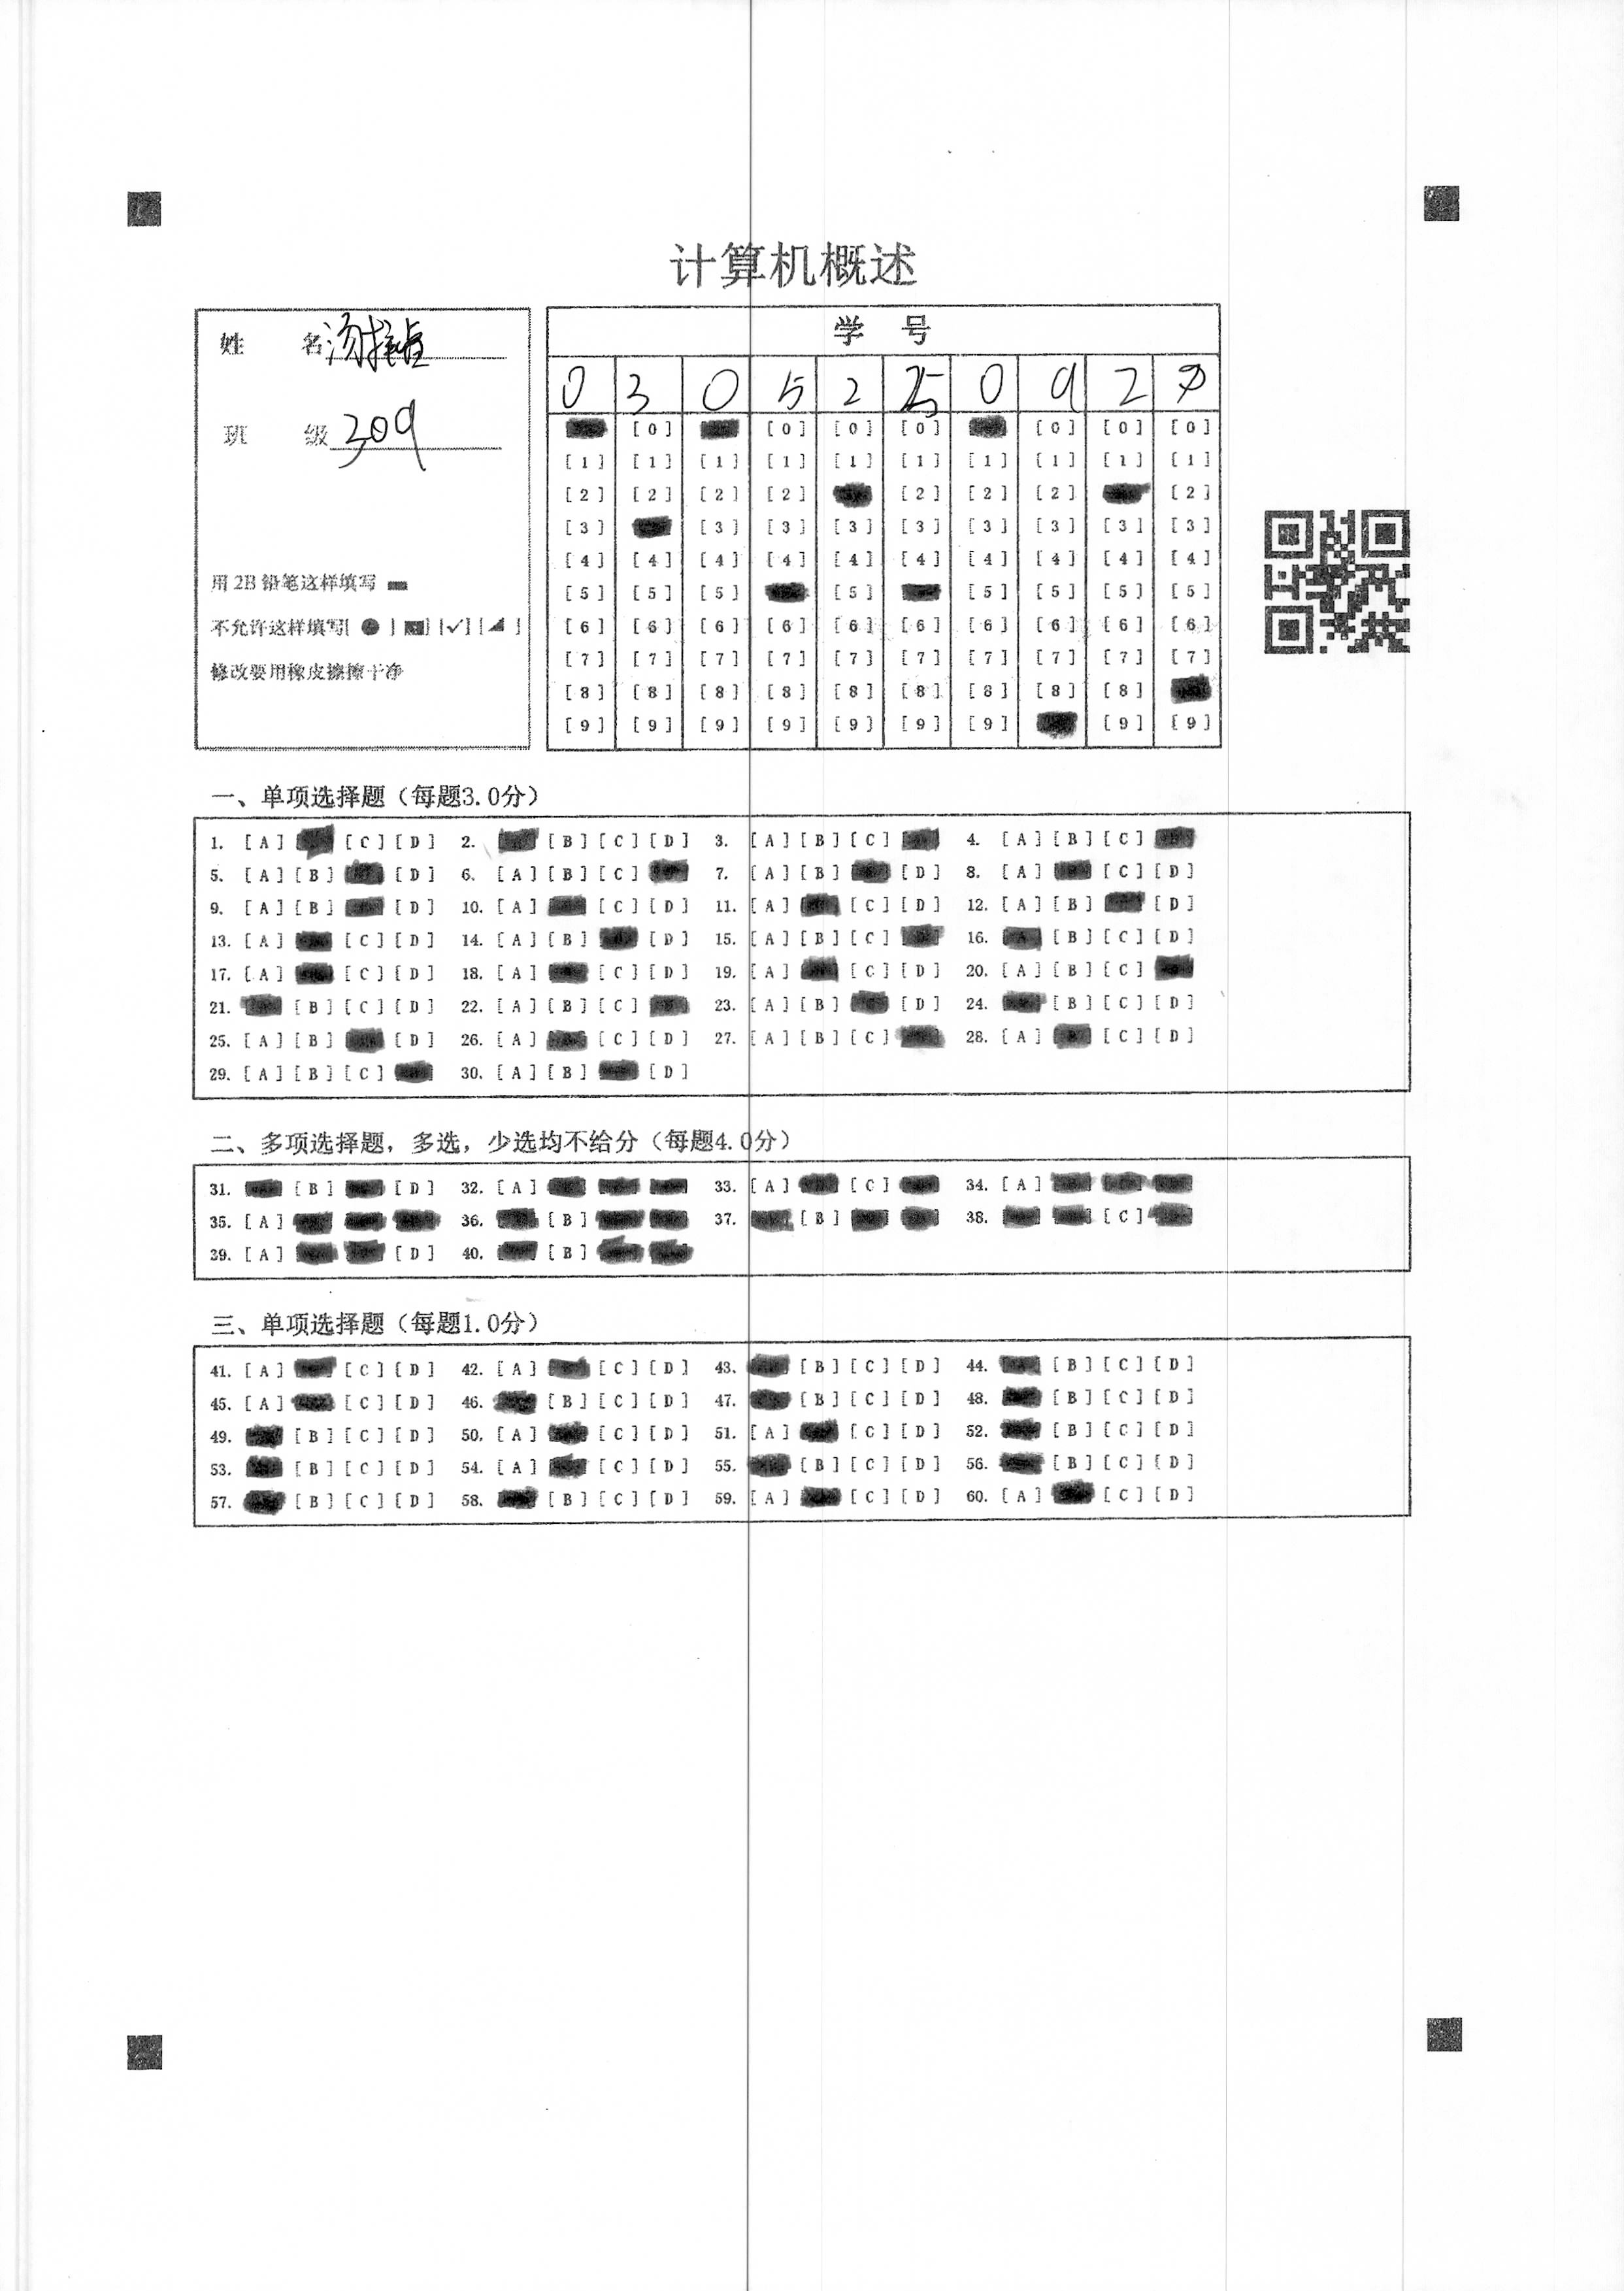 计算机概述
姓 名
班 级 309
用 2B 铅笔这样填写
不允许这样填写[ ● ] [ ] [✓] [◢ ]
修改要用橡皮擦擦干净
学 号
0 3 0 5 2 5 0 9 2
[0] [0] [0] [0] [0] [0] [0]
[1] [1] [1] [1] [1] [1] [1] [1] [1] [1]
[2] [2] [2] [2] [2] [2] [2] [2]
[3] [3] [3] [3] [3] [3] [3] [3] [3]
[4] [4] [4] [4] [4] [4] [4] [4] [4] [4]
[5] [5] [5] [5] [5] [5] [5] [5]
[6] [6] [6] [6] [6] [6] [6] [6] [6] [6]
[7] [7] [7] [7] [7] [7] [7] [7] [7] [7]
[8] [8] [8] [8] [8] [8] [8] [8] [8]
[9] [9] [9] [9] [9] [9] [9] [9] [9]
一、单项选择题（每题3.0分）
1. [A] [C] [D] 2. [B] [C] [D] 3. [A] [B] [C] 4. [A] [B] [C]
5. [A] [B] [D] 6. [A] [B] [C] 7. [A] [B] [D] 8. [A] [C] [D]
9. [A] [B] [D] 10. [A] [C] [D] 11. [A] [C] [D] 12. [A] [B] [D]
13. [A] [C] [D] 14. [A] [B] [D] 15. [A] [B] [C] 16. [A] [B] [C] [D]
17. [A] [C] [D] 18. [A] [C] [D] 19. [A] [C] [D] 20. [A] [B] [C]
21. [B] [C] [D] 22. [A] [B] [C] 23. [A] [B] [D] 24. [B] [C] [D]
25. [A] [B] [D] 26. [A] [C] [D] 27. [A] [B] [C] 28. [A] [C] [D]
29. [A] [B] [C] 30. [A] [B] [D]
二、多项选择题，多选，少选均不给分（每题4.0分）
31. [B] [D] 32. [A] 33. [A] [C] 34. [A]
35. [A] 36. [B] 37. [B] 38. [C]
39. [A] [D] 40. [B]
三、单项选择题（每题1.0分）
41. [A] [C] [D] 42. [A] [C] [D] 43. [B] [C] [D] 44. [B] [C] [D]
45. [A] [C] [D] 46. [B] [C] [D] 47. [B] [C] [D] 48. [B] [C] [D]
49. [B] [C] [D] 50. [A] [C] [D] 51. [A] [C] [D] 52. [B] [C] [D]
53. [B] [C] [D] 54. [A] [C] [D] 55. [B] [C] [D] 56. [B] [C] [D]
57. [B] [C] [D] 58. [B] [C] [D] 59. [A] [C] [D] 60. [A] [C] [D]